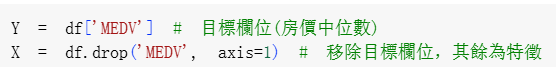 Y = df['MEDV'] # 目標欄位(房價中位數)
X = df.drop('MEDV', axis=1) # 移除目標欄位，其餘為特徵